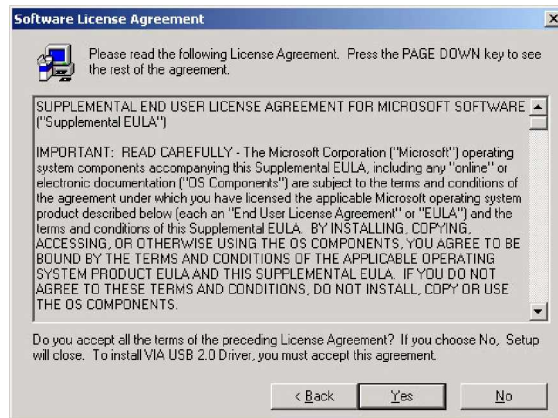 Software License Agreement
Please read the following License Agreement. Press the PAGE DOWN key to see
the rest of the agreement.
SUPPLEMENTAL END USER LICENSE AGREEMENT FOR MICROSOFT SOFTWARE
("Supplemental EULA")
IMPORTANT: READ CAREFULLY - The Microsoft Corporation ("Microsoft") operating
system components accompanying this Supplemental EULA, including any "online" or
electronic documentation ("OS Components") are subject to the terms and conditions of
the agreement under which you have licensed the applicable Microsoft operating system
product described below (each an "End User License Agreement" or "EULA") and the
terms and conditions of this Supplemental EULA. BY INSTALLING, COPYING,
ACCESSING, OR OTHERWISE USING THE OS COMPONENTS, YOU AGREE TO BE
BOUND BY THE TERMS AND CONDITIONS OF THE APPLICABLE OPERATING
SYSTEM PRODUCT EULA AND THIS SUPPLEMENTAL EULA. IF YOU DO NOT
AGREE TO THESE TERMS AND CONDITIONS, DO NOT INSTALL, COPY OR USE
THE OS COMPONENTS.
Do you accept all the terms of the preceding License Agreement? If you choose No, Setup
will close. To install VIA USB 2.0 Driver, you must accept this agreement.
< Back
Yes
No